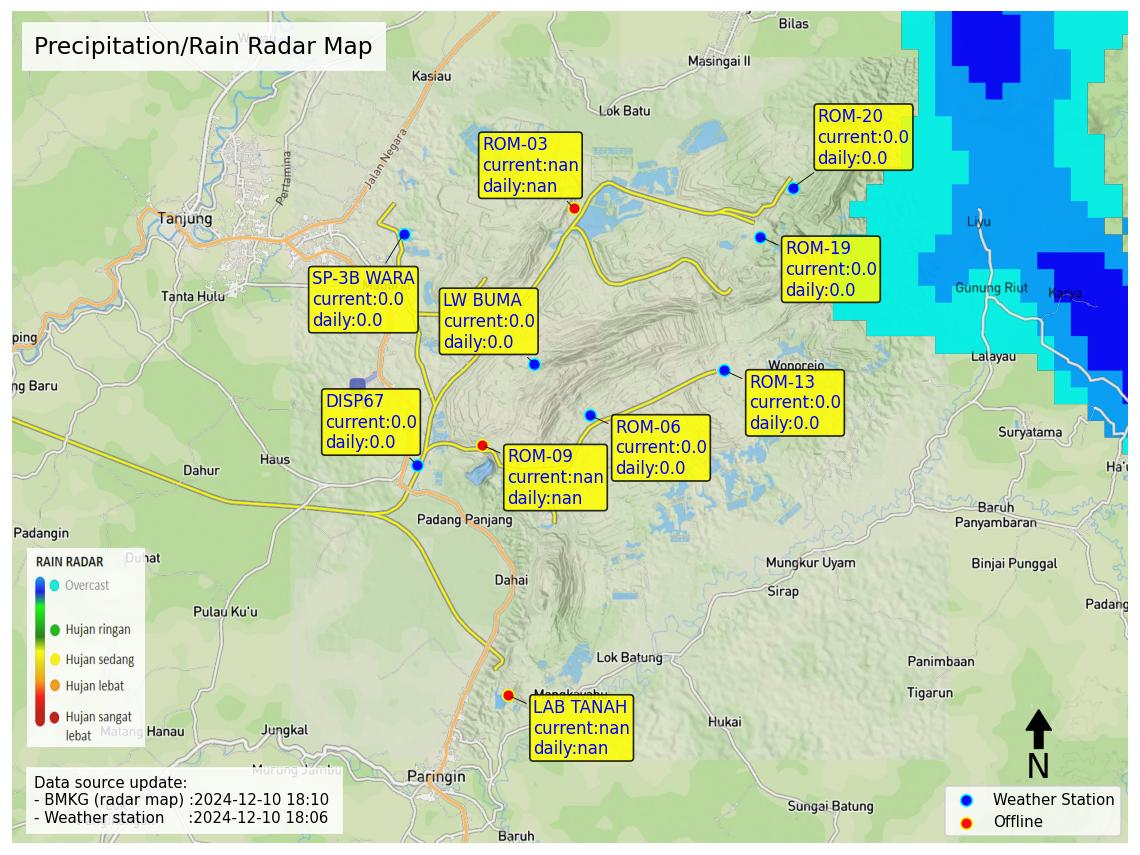 Precipitation/Rain Radar Map
Bilas
Masingai II
Kasiau
Lok Batu
Jalan Negara
Pertamina
Tanjung
Tanta Hulu
ping
ng Baru
ROM-03
current:nan
daily:nan
ROM-20
current:0.0
daily:0.0
ROM-19
current:0.0
daily:0.0
SP-3B WARA
current:0.0
daily:0.0
LW BUMA
current:0.0
daily:0.0
Liyu
Gunung Riut
Karya
Lalayau
Wonorejo
ROM-13
current:0.0
daily:0.0
DISP67
current:0.0
daily:0.0
ROM-06
current:0.0
daily:0.0
ROM-09
current:nan
daily:nan
Suryatama
Ha'u
Haus
Dahur
Padang Panjang
Baruh
Panyambaran
Padangin
Duhat
Binjai Punggal
Mungkur Uyam
Dahai
Sirap
Padang
Pulau Ku'u
RAIN RADAR
Overcast
Hujan ringan
Hujan sedang
Hujan lebat
Hujan sangat
lebat
Lok Batung
Panimbaan
Tigarun
Mangkayahu
LAB TANAH
current:nan
daily:nan
Hukai
Matang Hanau
Jungkal
Murung Jambu
Paringin
Sungai Batung
Baruh
N
Data source update:
- BMKG (radar map) :2024-12-10 18:10
- Weather station :2024-12-10 18:06
Weather Station
Offline